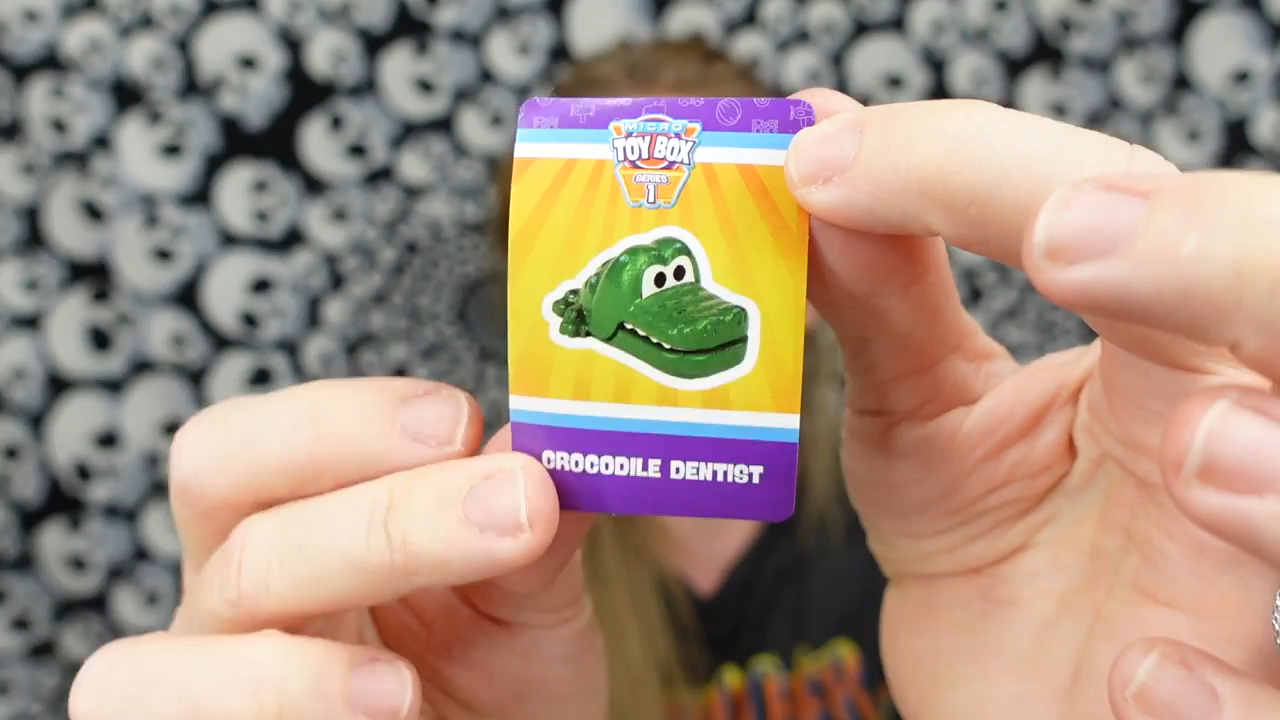 MICRO
TOY BOX
SERIES
1
CROCODILE DENTIST